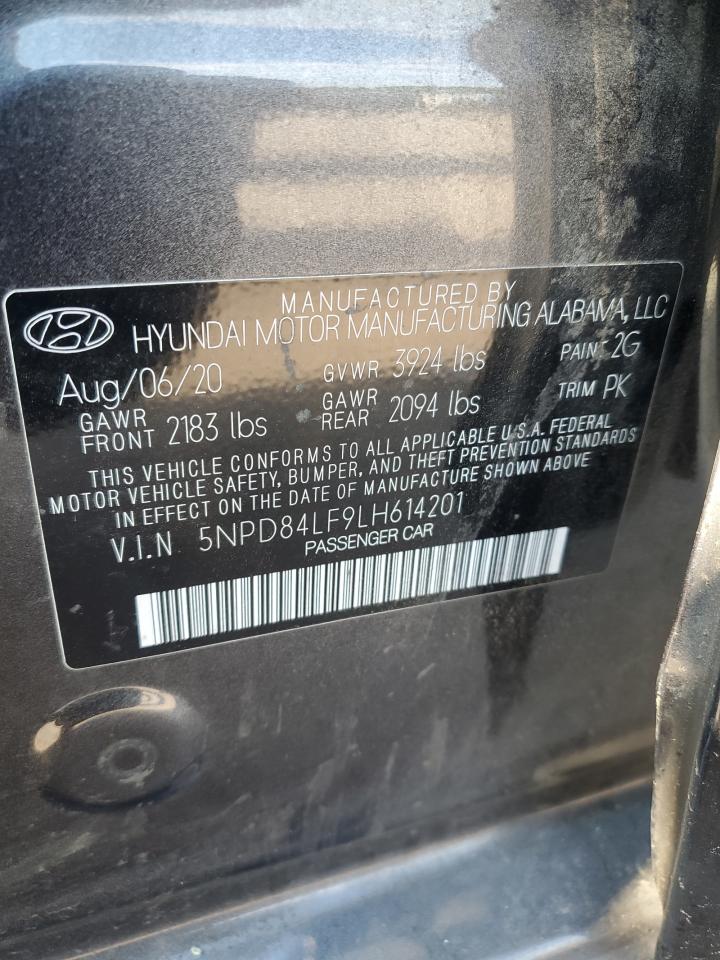 MANUFACTURED BY
HYUNDAI MOTOR MANUFACTURING ALABAMA, LLC
Aug/06/20 GVWR 3924 lbs PAINT 2G
GAWR FRONT 2183 lbs GAWR REAR 2094 lbs TRIM PK
THIS VEHICLE CONFORMS TO ALL APPLICABLE U.S.A. FEDERAL
MOTOR VEHICLE SAFETY, BUMPER, AND THEFT PREVENTION STANDARDS
IN EFFECT ON THE DATE OF MANUFACTURE SHOWN ABOVE
V.I.N 5NPD84LF9LH614201
PASSENGER CAR